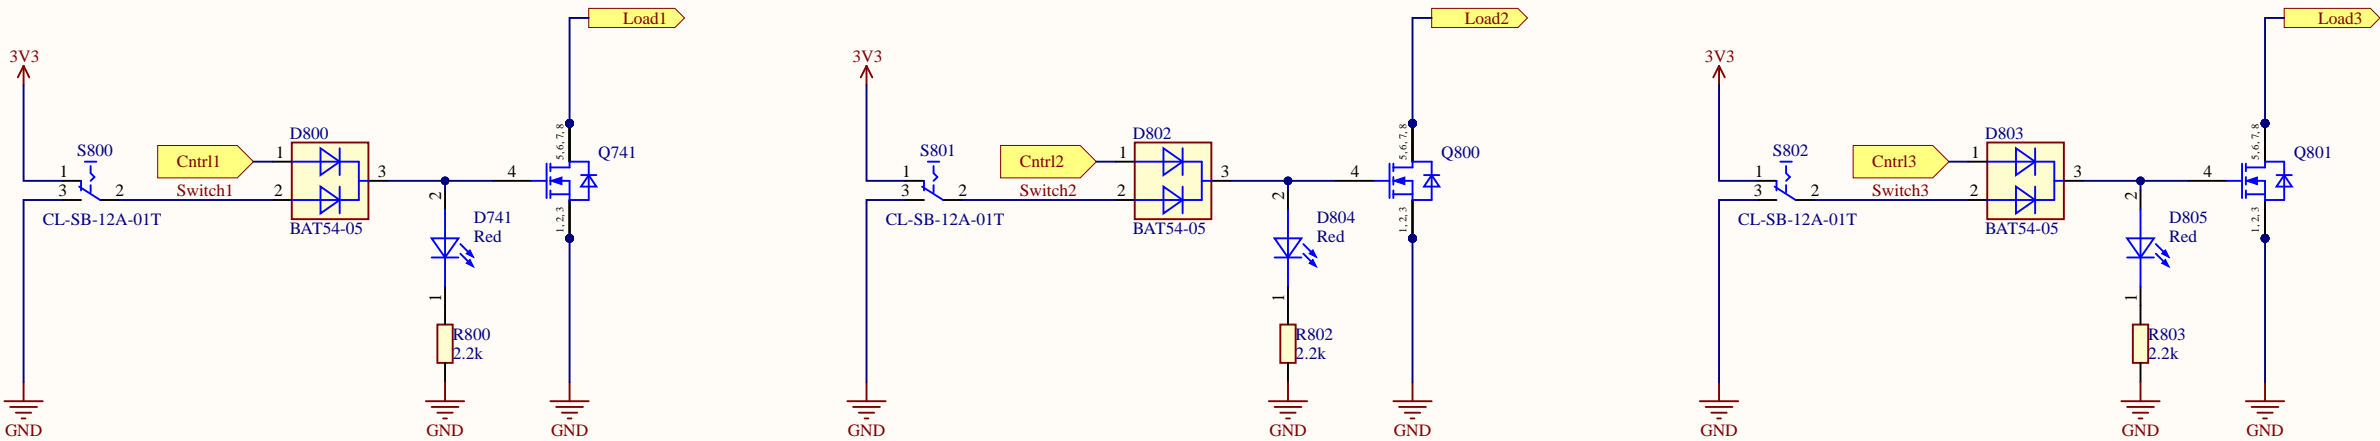 Load1
3V3
D800
S800
Cntrl1
1
5, 6, 7, 8
Q741
1
3
2
Switch1
2
3
4
CL-SB-12A-01T
BAT54-05
2
D741
Red
1, 2, 3
1
R800
2.2k
GND
GND
GND
Load2
3V3
D802
S801
Cntrl2
1
5, 6, 7, 8
Q800
1
3
2
Switch2
2
3
4
CL-SB-12A-01T
BAT54-05
2
D804
Red
1, 2, 3
1
R802
2.2k
GND
GND
GND
Load3
3V3
D803
S802
Cntrl3
1
5, 6, 7, 8
Q801
1
3
2
Switch3
2
3
4
CL-SB-12A-01T
BAT54-05
2
D805
Red
1, 2, 3
1
R803
2.2k
GND
GND
GND